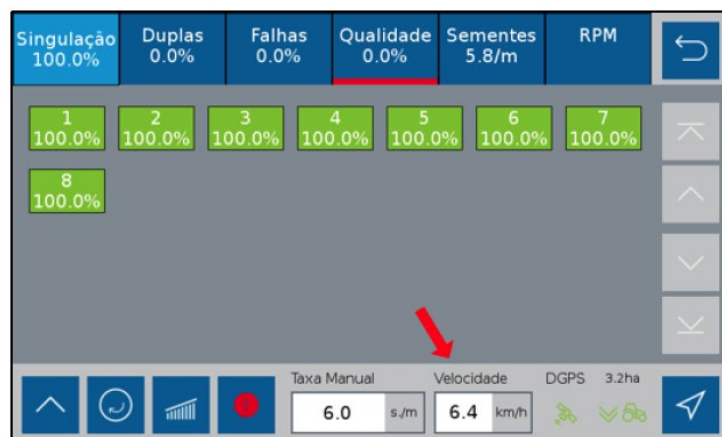 Singulação Duplas Falhas Qualidade Sementes RPM
100.0% 0.0% 0.0% 0.0% 5.8/m
1 2 3 4 5 6 7
100.0% 100.0% 100.0% 100.0% 100.0% 100.0% 100.0%
8
100.0%
Taxa Manual Velocidade DGPS 3.2ha
6.0 s./m 6.4 km/h